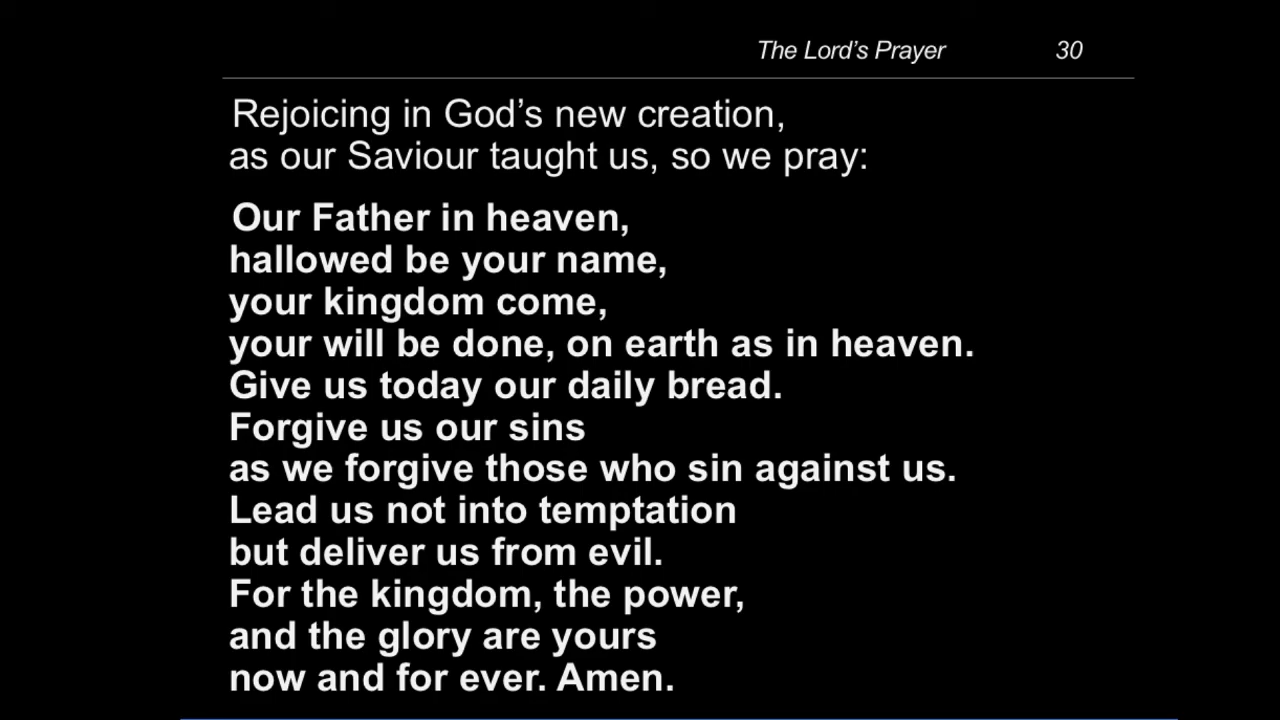 The Lord’s Prayer 30
Rejoicing in God’s new creation,
as our Saviour taught us, so we pray:
Our Father in heaven,
hallowed be your name,
your kingdom come,
your will be done, on earth as in heaven.
Give us today our daily bread.
Forgive us our sins
as we forgive those who sin against us.
Lead us not into temptation
but deliver us from evil.
For the kingdom, the power,
and the glory are yours
now and for ever. Amen.